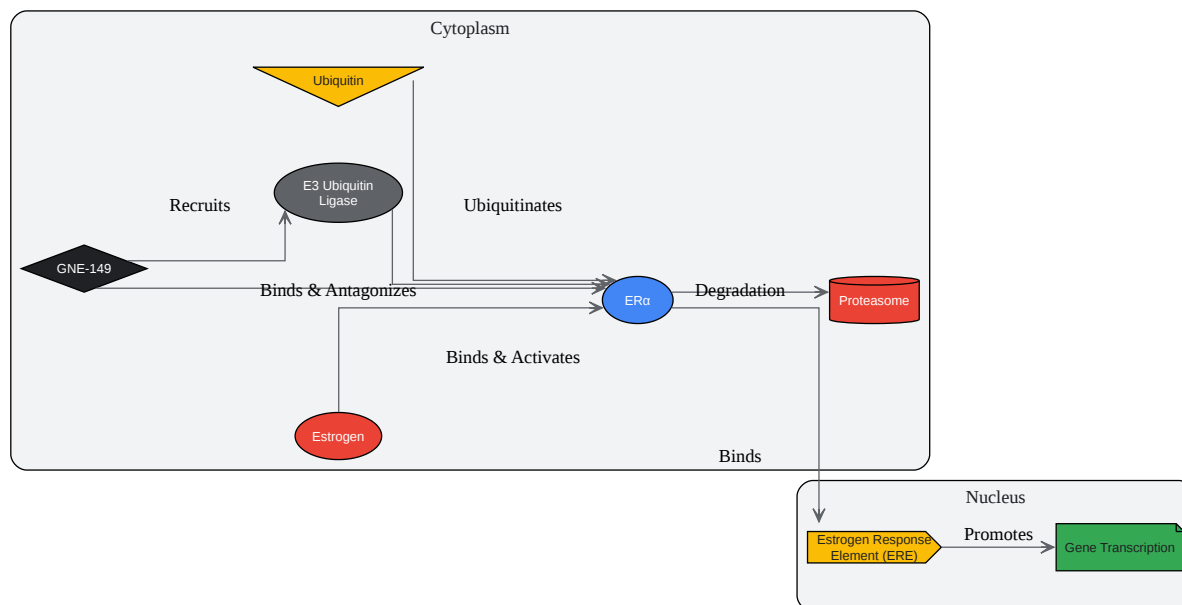 Cytoplasm
Ubiquitin
E3 Ubiquitin
Ligase
Recruits
Ubiquitinates
GNE-149
Binds & Antagonizes
ERα
Degradation
Proteasome
Binds & Activates
Estrogen
Binds
Nucleus
Estrogen Response
Element (ERE)
Promotes
Gene Transcription